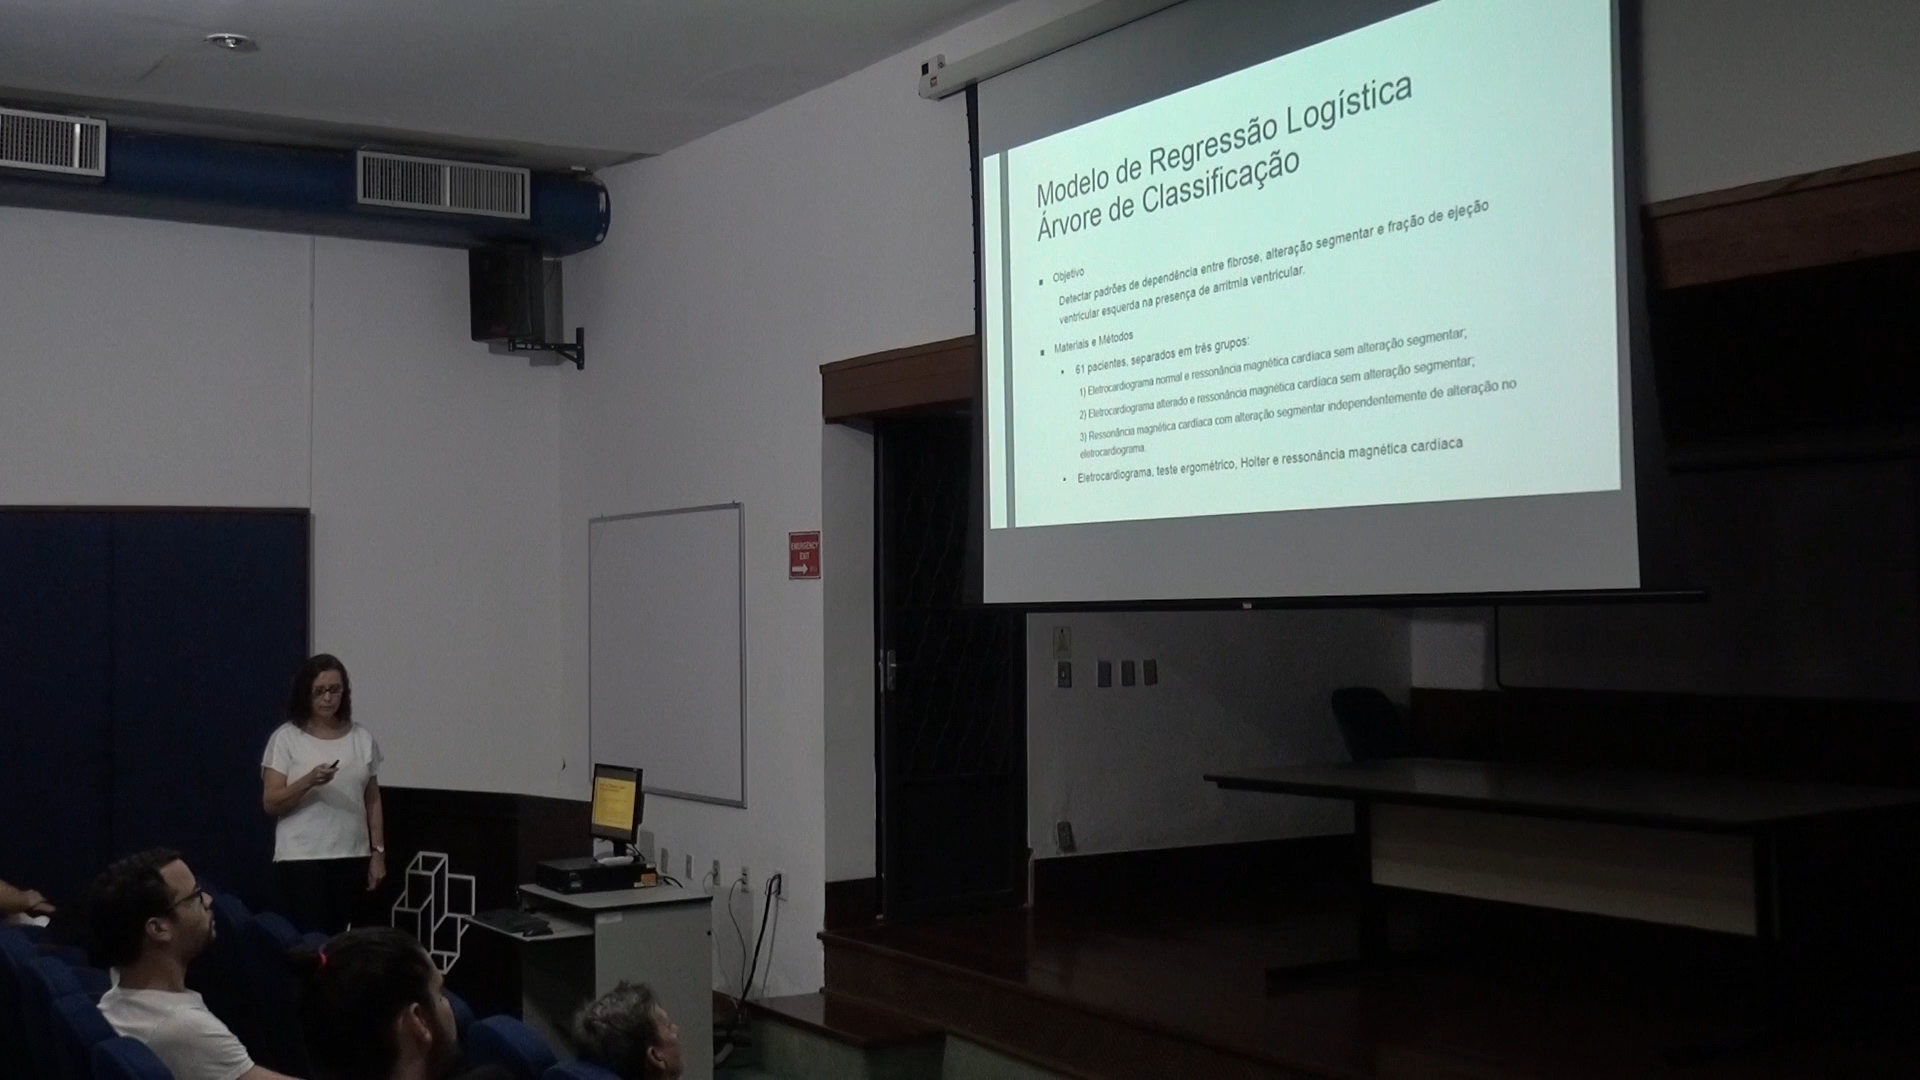 Modelo de Regressão Logística
Árvore de Classificação
▪ Objetivo
Detectar padrões de dependência entre fibrose, alteração segmentar e fração de ejeção
ventricular esquerda na presença de arritmia ventricular.
▪ Materiais e Métodos
• 61 pacientes, separados em três grupos:
1) Eletrocardiograma normal e ressonância magnética cardíaca sem alteração segmentar;
2) Eletrocardiograma alterado e ressonância magnética cardíaca sem alteração segmentar;
3) Ressonância magnética cardíaca com alteração segmentar independentemente de alteração no
eletrocardiograma.
• Eletrocardiograma, teste ergométrico, Holter e ressonância magnética cardíaca
EMERGENCY
EXIT